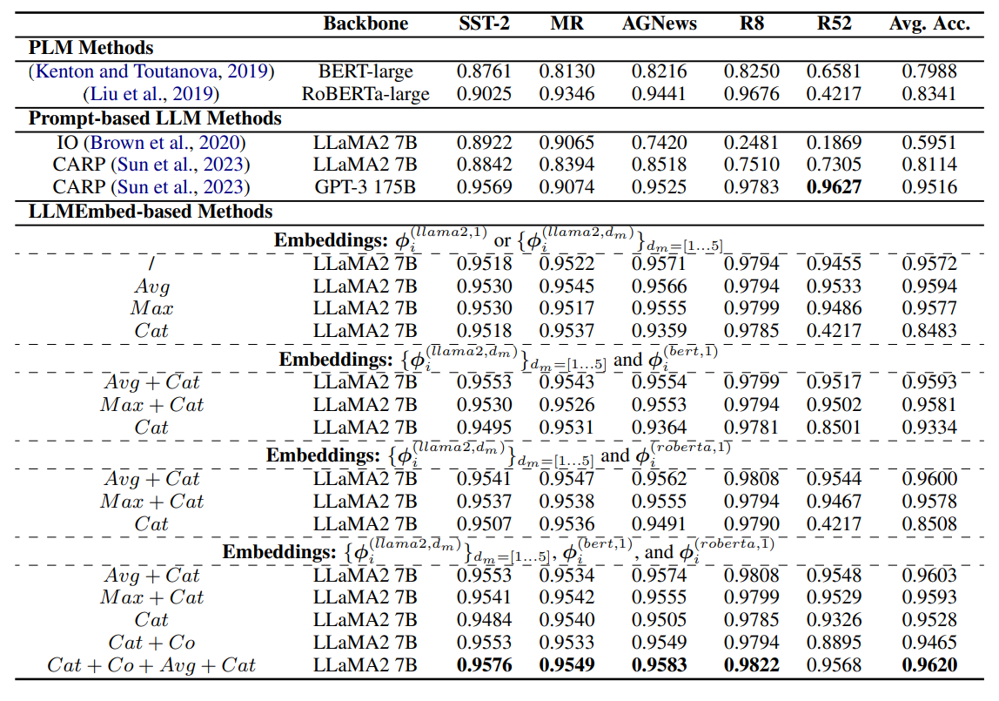 Backbone SST-2 MR AGNews R8 R52 Avg. Acc.
PLM Methods
(Kenton and Toutanova, 2019) BERT-large 0.8761 0.8130 0.8216 0.8250 0.6581 0.7988
(Liu et al., 2019) RoBERTa-large 0.9025 0.9346 0.9441 0.9676 0.4217 0.8341
Prompt-based LLM Methods
IO (Brown et al., 2020) LLaMA2 7B 0.8922 0.9065 0.7420 0.2481 0.1869 0.5951
CARP (Sun et al., 2023) LLaMA2 7B 0.8842 0.8394 0.8518 0.7510 0.7305 0.8114
CARP (Sun et al., 2023) GPT-3 175B 0.9569 0.9074 0.9525 0.9783 0.9627 0.9516
LLMEmbed-based Methods
Embeddings: ϕ_i^(llama2,1) or {ϕ_i^(llama2,d_m)}_{d_m=[1...5]}
/ LLaMA2 7B 0.9518 0.9522 0.9571 0.9794 0.9455 0.9572
Avg LLaMA2 7B 0.9530 0.9545 0.9566 0.9794 0.9533 0.9594
Max LLaMA2 7B 0.9530 0.9517 0.9555 0.9799 0.9486 0.9577
Cat LLaMA2 7B 0.9518 0.9537 0.9359 0.9785 0.4217 0.8483
Embeddings: {ϕ_i^(llama2,d_m)}_{d_m=[1...5]} and ϕ_i^(bert,1)
Avg + Cat LLaMA2 7B 0.9553 0.9543 0.9554 0.9799 0.9517 0.9593
Max + Cat LLaMA2 7B 0.9530 0.9526 0.9553 0.9794 0.9502 0.9581
Cat LLaMA2 7B 0.9495 0.9531 0.9364 0.9781 0.8501 0.9334
Embeddings: {ϕ_i^(llama2,d_m)}_{d_m=[1...5]} and ϕ_i^(roberta,1)
Avg + Cat LLaMA2 7B 0.9541 0.9547 0.9562 0.9808 0.9544 0.9600
Max + Cat LLaMA2 7B 0.9537 0.9538 0.9555 0.9794 0.9467 0.9578
Cat LLaMA2 7B 0.9507 0.9536 0.9491 0.9790 0.4217 0.8508
Embeddings: {ϕ_i^(llama2,d_m)}_{d_m=[1...5]}, ϕ_i^(bert,1), and ϕ_i^(roberta,1)
Avg + Cat LLaMA2 7B 0.9553 0.9534 0.9574 0.9808 0.9548 0.9603
Max + Cat LLaMA2 7B 0.9541 0.9542 0.9555 0.9799 0.9529 0.9593
Cat LLaMA2 7B 0.9484 0.9540 0.9505 0.9785 0.9326 0.9528
Cat + Co LLaMA2 7B 0.9553 0.9533 0.9549 0.9794 0.8895 0.9465
Cat + Co + Avg + Cat LLaMA2 7B 0.9576 0.9549 0.9583 0.9822 0.9568 0.9620